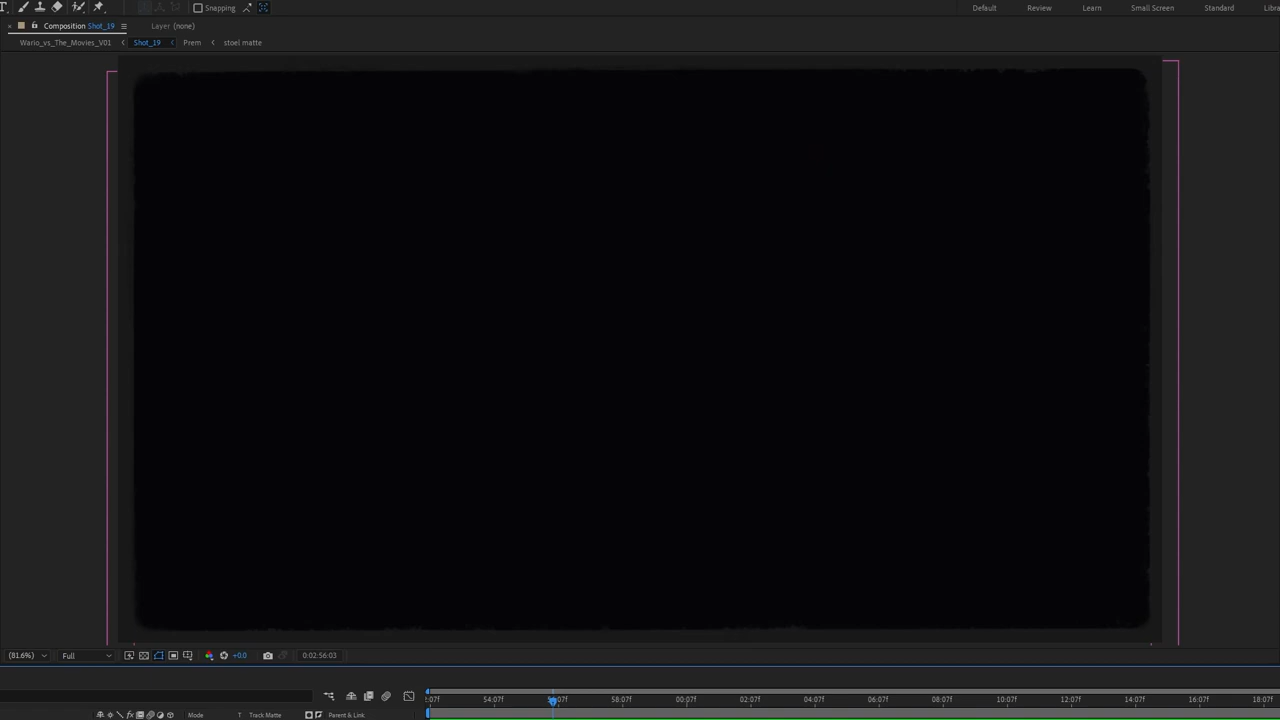 Snapping
Default Review Learn Small Screen Standard
× Composition Shot_19 Layer (none)
Wario_vs_The_Movies_V01 Shot_19 Prem stoel matte
(81.6%) Full +0.0 0:02:56:03
54:07f 58:07f 00:07f 02:07f 04:07f 06:07f 08:07f 10:07f 12:07f 14:07f 16:07f 18:07f
Mode T Track Matte Parent & Link